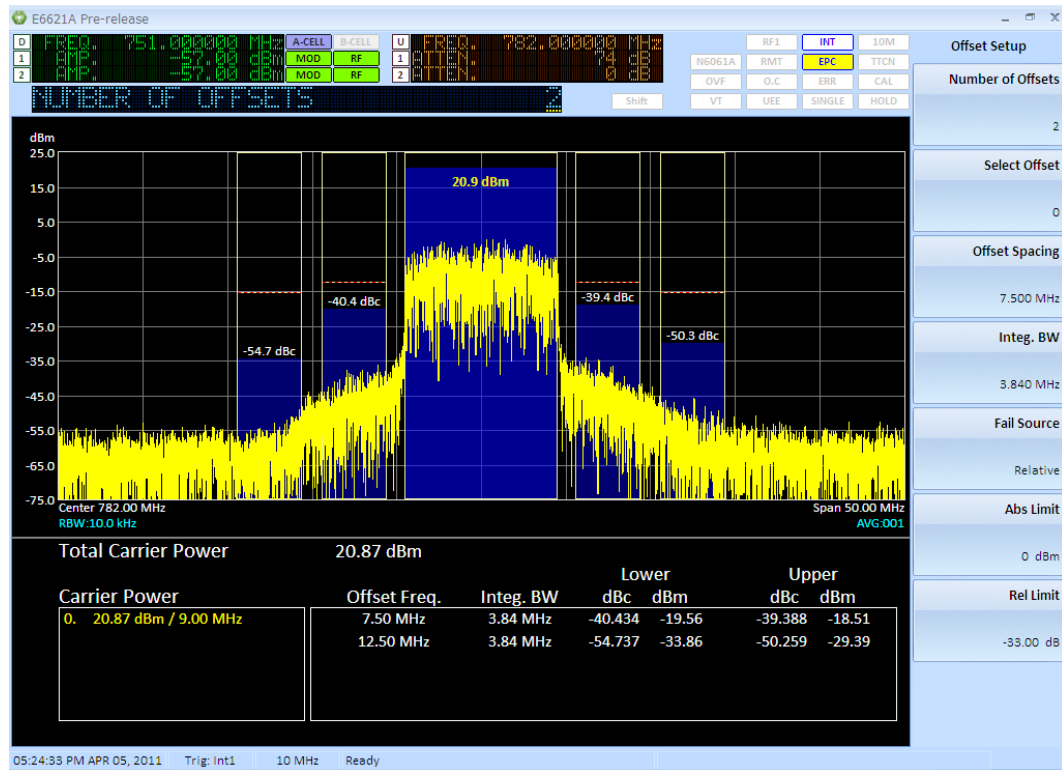 E6621A Pre-release
D FREQ. 751.000000 MHz A-CELL B-CELL U FREQ. 782.000000 MHz RF1 INT 10M
1 AMP. -57.00 dBm MOD RF 1 74 dB N6061A RMT EPC TTCN
2 AMP. -57.00 dBm MOD RF 2 ATTEN. 0 dB OVF O.C ERR CAL
NUMBER OF OFFSETS 2 Shift VT UEE SINGLE HOLD
Offset Setup
Number of Offsets
2
Select Offset
0
Offset Spacing
7.500 MHz
Integ. BW
3.840 MHz
Fail Source
Relative
Abs Limit
0 dBm
Rel Limit
-33.00 dB
dBm
25.0
15.0
5.0
-5.0
-15.0
-25.0
-35.0
-45.0
-55.0
-65.0
-75.0
20.9 dBm
-40.4 dBc
-39.4 dBc
-54.7 dBc
-50.3 dBc
Center 782.00 MHz Span 50.00 MHz
RBW:10.0 kHz AVG:001
Total Carrier Power 20.87 dBm
Lower Upper
Carrier Power Offset Freq. Integ. BW dBc dBm dBc dBm
0. 20.87 dBm / 9.00 MHz 7.50 MHz 3.84 MHz -40.434 -19.56 -39.388 -18.51
12.50 MHz 3.84 MHz -54.737 -33.86 -50.259 -29.39
05:24:33 PM APR 05, 2011 Trig: Int1 10 MHz Ready